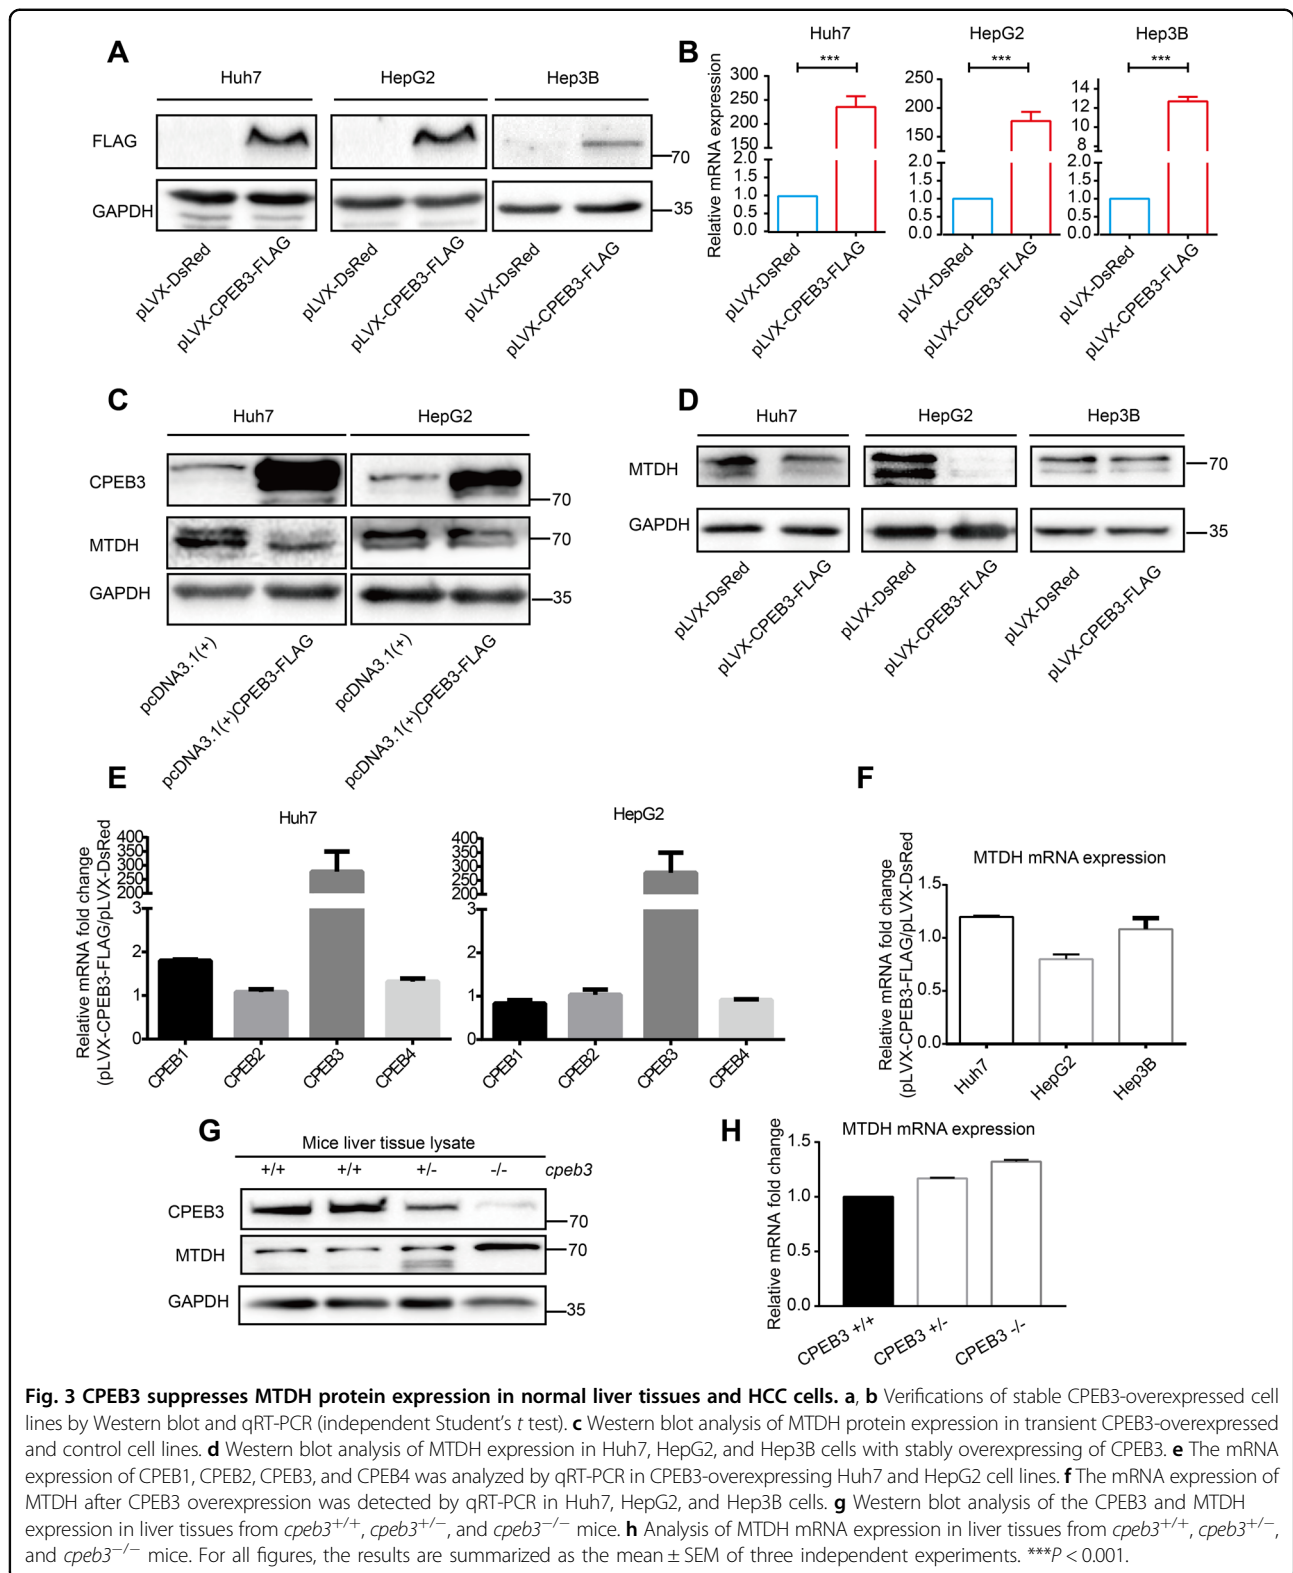 A
Huh7
HepG2
Hep3B
FLAG
70
GAPDH
35
pLVX-DsRed
pLVX-CPEB3-FLAG
pLVX-DsRed
pLVX-CPEB3-FLAG
pLVX-DsRed
pLVX-CPEB3-FLAG
B
Huh7
HepG2
Hep3B
Relative mRNA expression
***
300
250
200
150
2.0
1.5
1.0
0.5
0.0
***
250
200
150
100
2.0
1.5
1.0
0.5
0.0
***
14
12
10
8
2.0
1.5
1.0
0.5
0.0
pLVX-DsRed
pLVX-CPEB3-FLAG
pLVX-DsRed
pLVX-CPEB3-FLAG
pLVX-DsRed
pLVX-CPEB3-FLAG
C
Huh7
HepG2
CPEB3
70
MTDH
70
GAPDH
35
pcDNA3.1(+)
pcDNA3.1(+)CPEB3-FLAG
pcDNA3.1(+)
pcDNA3.1(+)CPEB3-FLAG
D
Huh7
HepG2
Hep3B
MTDH
70
GAPDH
35
pLVX-DsRed
pLVX-CPEB3-FLAG
pLVX-DsRed
pLVX-CPEB3-FLAG
pLVX-DsRed
pLVX-CPEB3-FLAG
E
Relative mRNA fold change
(pLVX-CPEB3-FLAG/pLVX-DsRed
Huh7
400
350
300
250
200
3
2
1
0
CPEB1
CPEB2
CPEB3
CPEB4
HepG2
400
350
300
250
200
3
2
1
0
CPEB1
CPEB2
CPEB3
CPEB4
F
MTDH mRNA expression
Relative mRNA fold change
(pLVX-CPEB3-FLAG/pLVX-DsRed
1.5
1.0
0.5
0.0
Huh7
HepG2
Hep3B
G
Mice liver tissue lysate
+/+ +/+ +/- -/- cpeb3
CPEB3
70
MTDH
70
GAPDH
35
H
MTDH mRNA expression
Relative mRNA fold change
1.5
1.0
0.5
0.0
CPEB3 +/+
CPEB3 +/-
CPEB3 -/-
Fig. 3 CPEB3 suppresses MTDH protein expression in normal liver tissues and HCC cells. a, b Verifications of stable CPEB3-overexpressed cell
lines by Western blot and qRT-PCR (independent Student's t test). c Western blot analysis of MTDH protein expression in transient CPEB3-overexpressed
and control cell lines. d Western blot analysis of MTDH expression in Huh7, HepG2, and Hep3B cells with stably overexpressing of CPEB3. e The mRNA
expression of CPEB1, CPEB2, CPEB3, and CPEB4 was analyzed by qRT-PCR in CPEB3-overexpressing Huh7 and HepG2 cell lines. f The mRNA expression of
MTDH after CPEB3 overexpression was detected by qRT-PCR in Huh7, HepG2, and Hep3B cells. g Western blot analysis of the CPEB3 and MTDH
expression in liver tissues from cpeb3+/+, cpeb3+/−, and cpeb3−/− mice. h Analysis of MTDH mRNA expression in liver tissues from cpeb3+/+, cpeb3+/−,
and cpeb3−/− mice. For all figures, the results are summarized as the mean ± SEM of three independent experiments. ***P < 0.001.